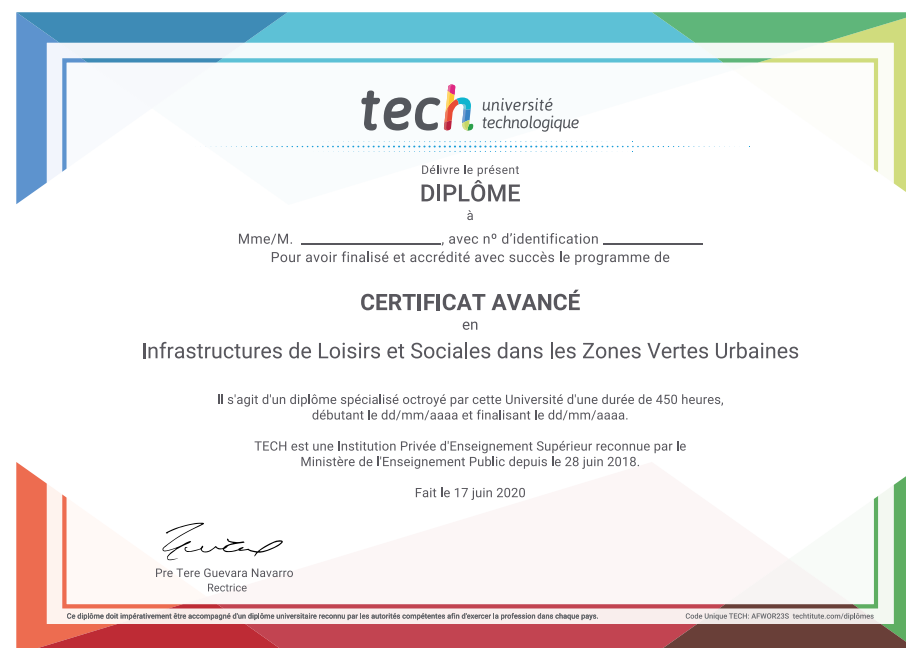 tech université
technologique
Délivre le présent
DIPLÔME
à
Mme/M. ____________________, avec nº d'identification ______________
Pour avoir finalisé et accrédité avec succès le programme de
CERTIFICAT AVANCÉ
en
Infrastructures de Loisirs et Sociales dans les Zones Vertes Urbaines
Il s'agit d'un diplôme spécialisé octroyé par cette Université d'une durée de 450 heures,
débutant le dd/mm/aaaa et finalisant le dd/mm/aaaa.
TECH est une Institution Privée d'Enseignement Supérieur reconnue par le
Ministère de l'Enseignement Public depuis le 28 juin 2018.
Fait le 17 juin 2020
Pre Tere Guevara Navarro
Rectrice
Ce diplôme doit impérativement être accompagné d'un diplôme universitaire reconnu par les autorités compétentes afin d'exercer la profession dans chaque pays.
Code Unique TECH: AFWOR23S techtitute.com/diplômes